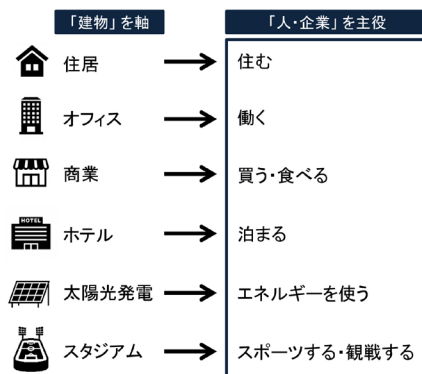 「建物」を軸
「人・企業」を主役
住居
住む
オフィス
働く
商業
買う・食べる
HOTEL
ホテル
泊まる
太陽光発電
エネルギーを使う
スタジアム
スポーツする・観戦する